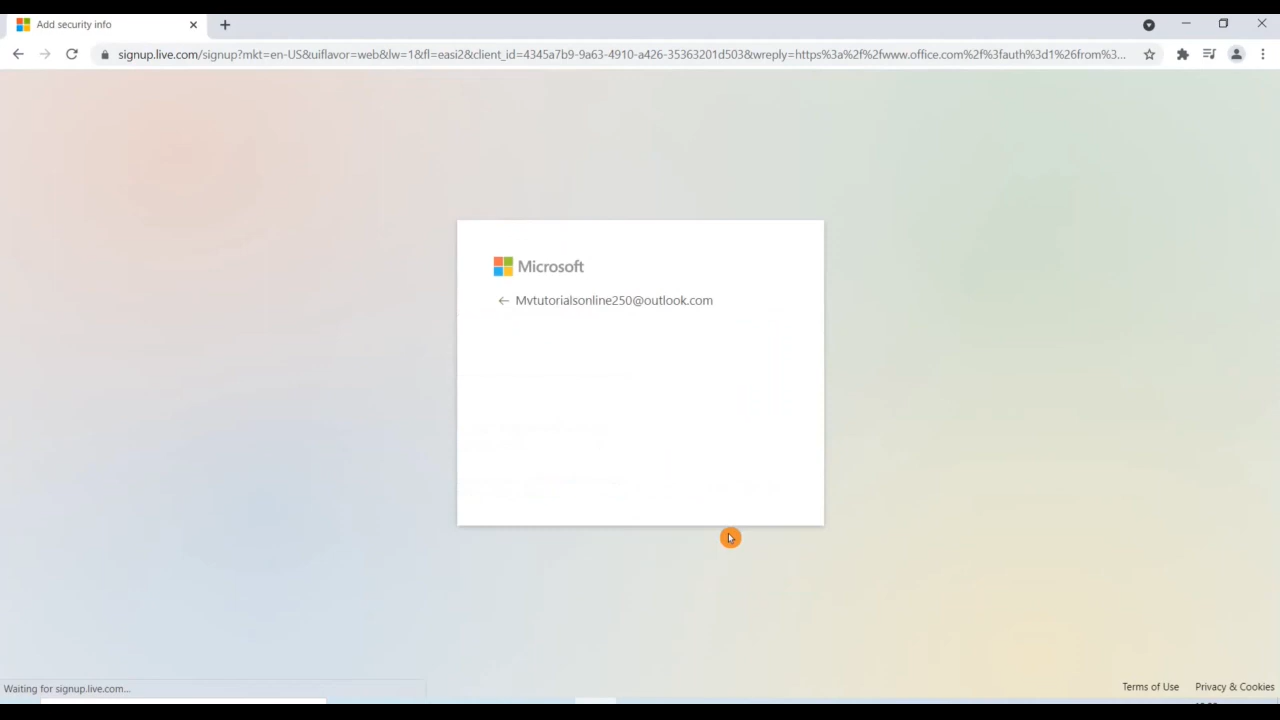 Add security info
signup.live.com/signup?mkt=en-US&uiflavor=web&lw=1&fl=easi2&client_id=4345a7b9-9a63-4910-a426-35363201d503&wreply=https%3a%2f%2fwww.office.com%2f%3fauth%3d1%26from%3...
Microsoft
← Mvtutorialsonline250@outlook.com
Waiting for signup.live.com...
Terms of Use Privacy & Cookies